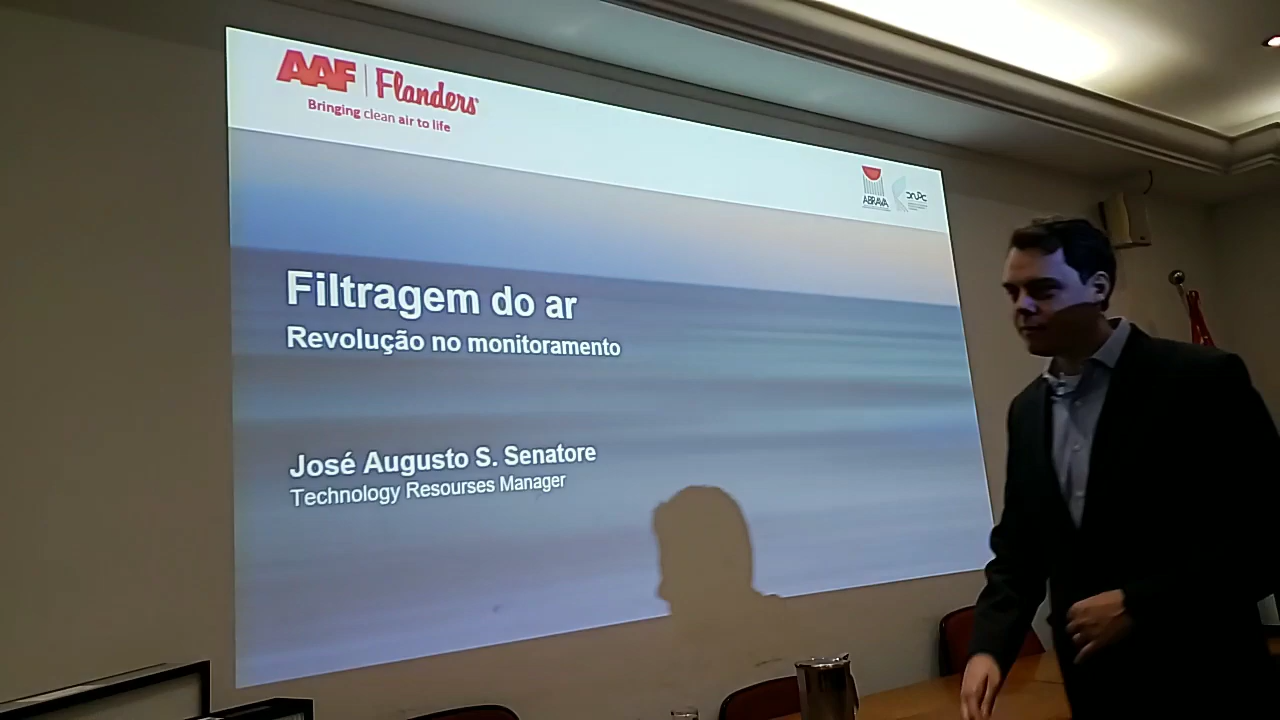 AAF | Flanders
Bringing clean air to life
ABRAVA
Filtragem do ar
Revolução no monitoramento
José Augusto S. Senatore
Technology Resourses Manager